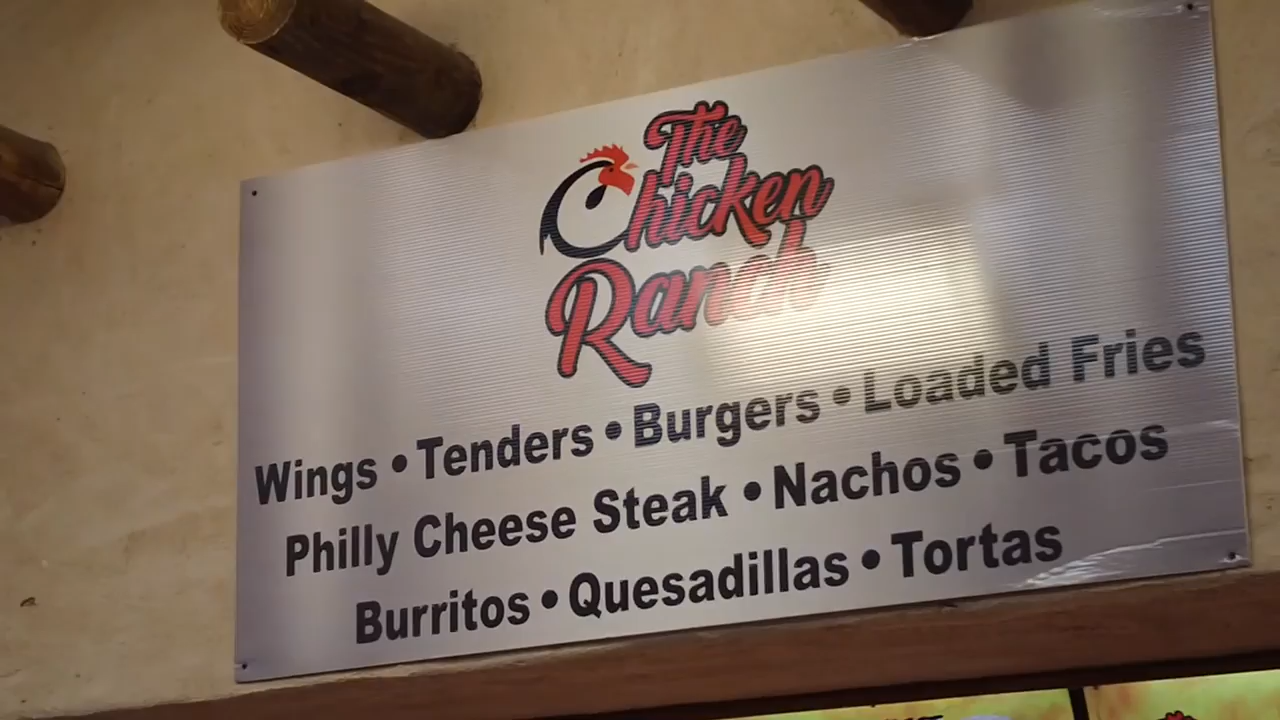 The
Chicken
Ranch
Wings • Tenders • Burgers • Loaded Fries
Philly Cheese Steak • Nachos • Tacos
Burritos • Quesadillas • Tortas